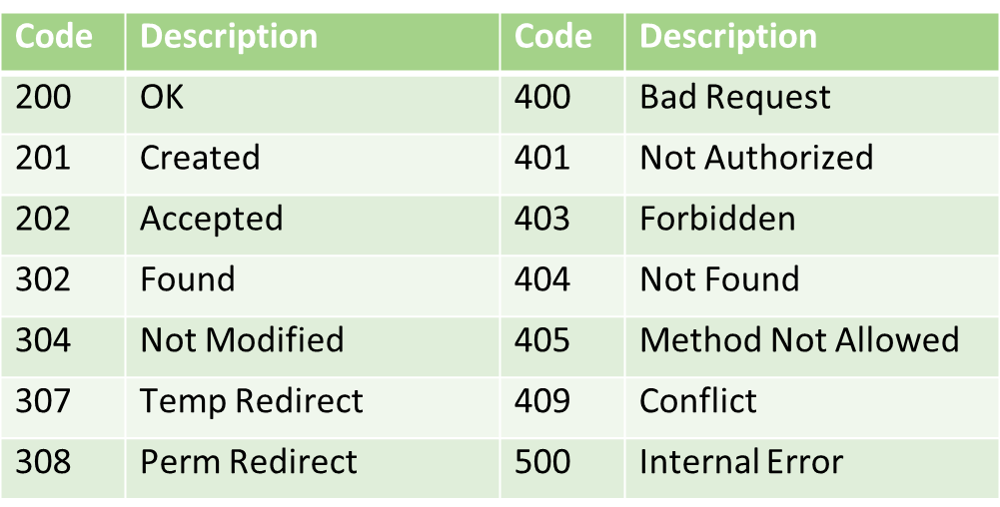 Code Description Code Description
200 OK 400 Bad Request
201 Created 401 Not Authorized
202 Accepted 403 Forbidden
302 Found 404 Not Found
304 Not Modified 405 Method Not Allowed
307 Temp Redirect 409 Conflict
308 Perm Redirect 500 Internal Error